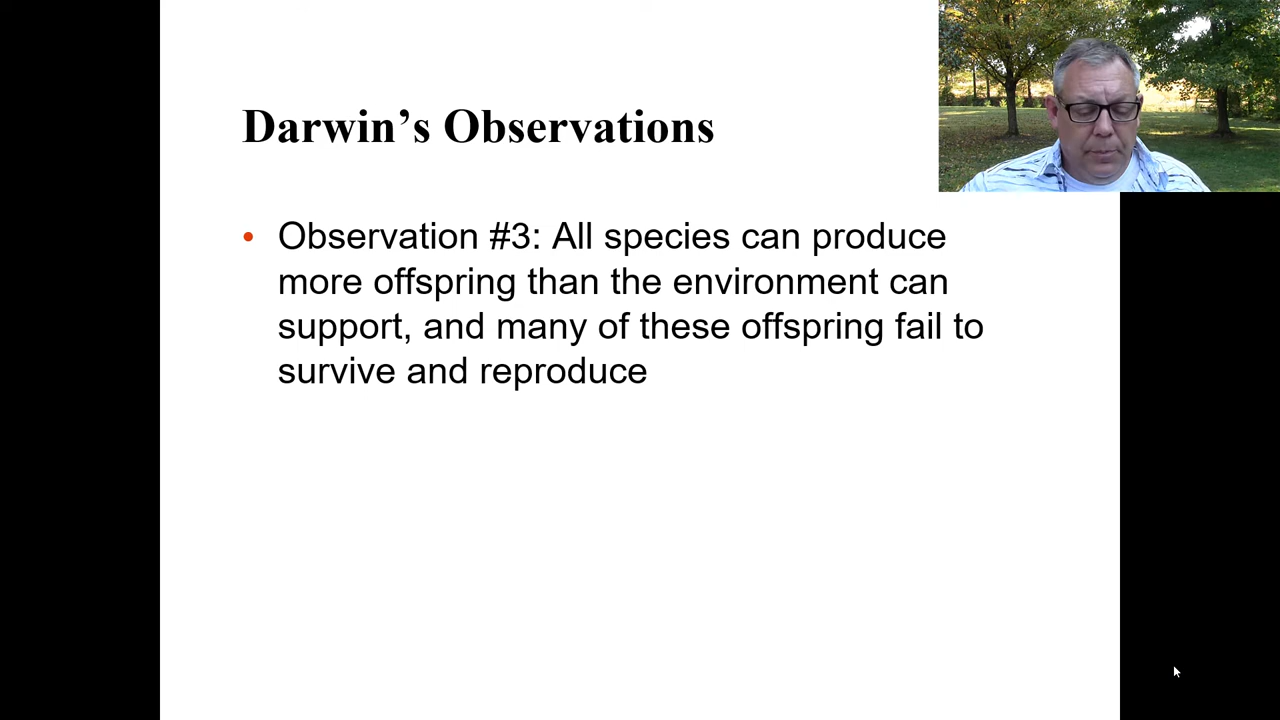 Darwin’s Observations
• Observation #3: All species can produce
more offspring than the environment can
support, and many of these offspring fail to
survive and reproduce